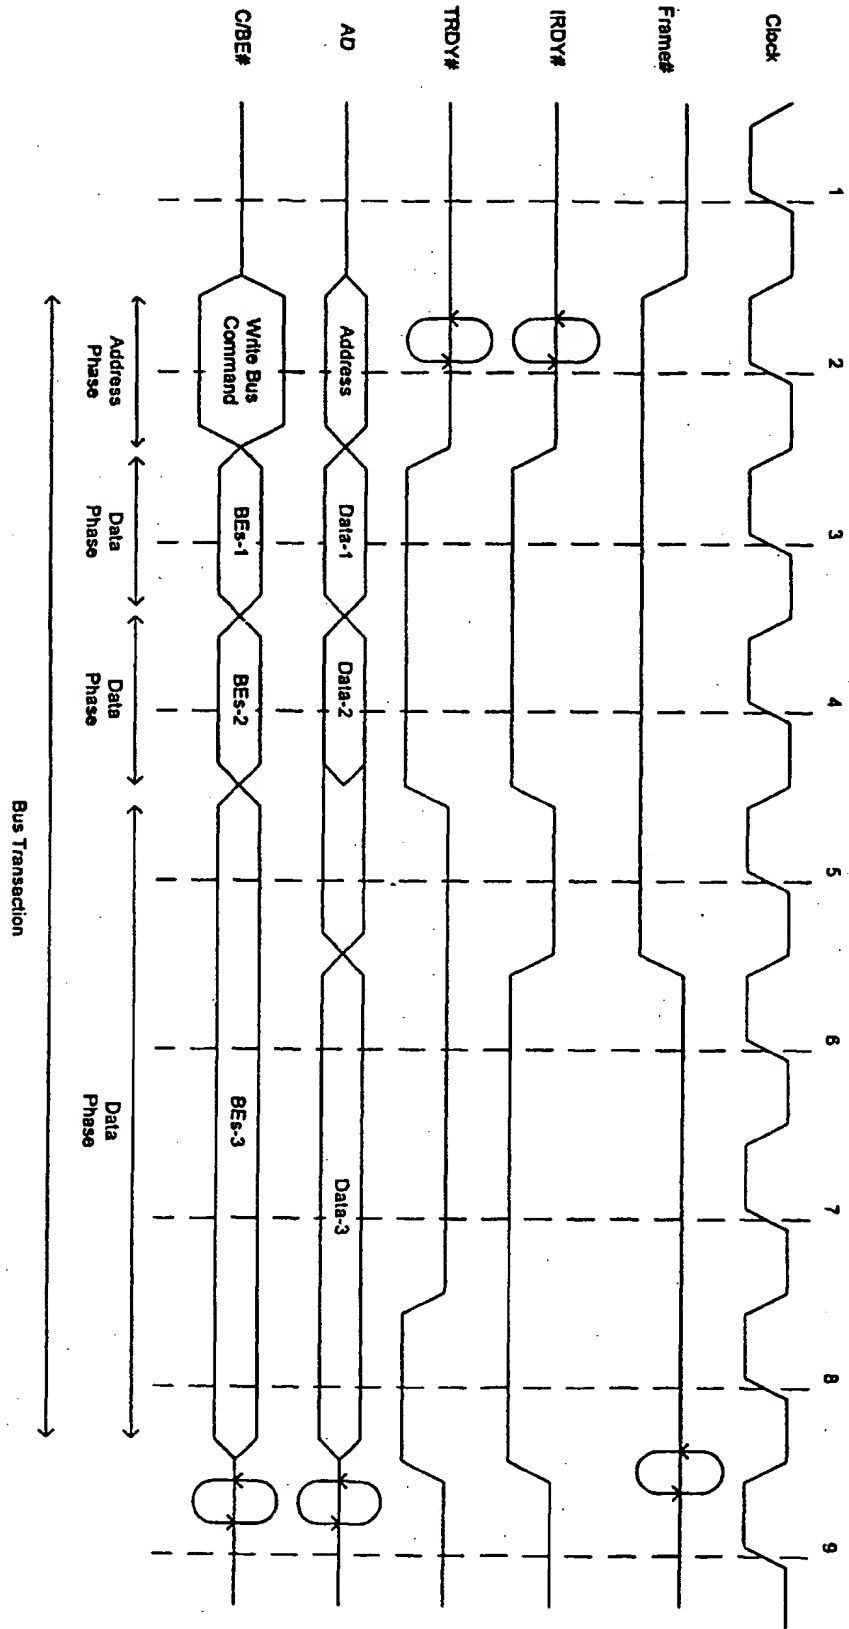 1 2 3 4 5 6 7 8 9
Clock
Frame#
IRDY#
TRDY#
AD
Address
Data-1
Data-2
Data-3
C/BE#
Write Bus
Command
BEs-1
BEs-2
BEs-3
Address
Phase
Data
Phase
Data
Phase
Data
Phase
Bus Transaction